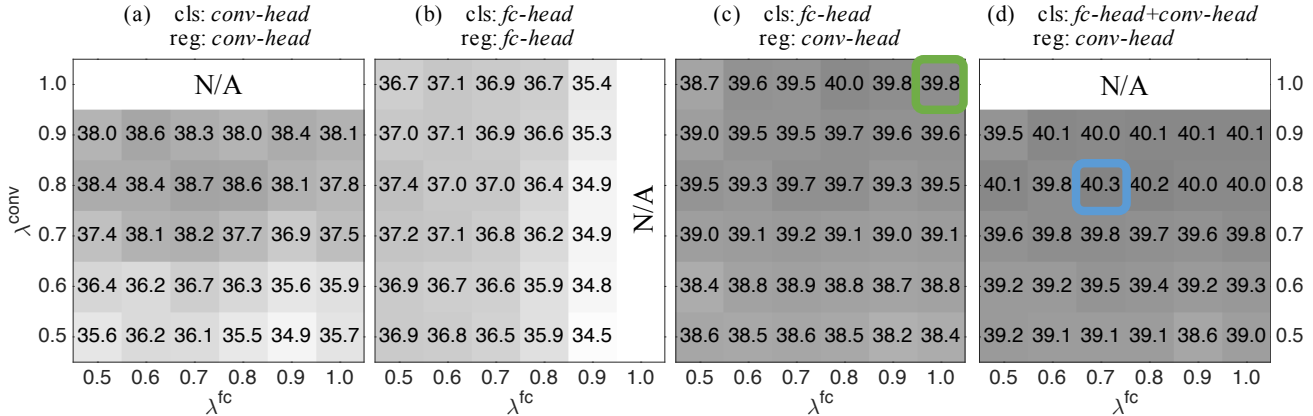 (a) cls: conv-head (b) cls: fc-head (c) cls: fc-head (d) cls: fc-head+conv-head
reg: conv-head reg: fc-head reg: conv-head reg: conv-head
1.0 N/A 36.7 37.1 36.9 36.7 35.4 38.7 39.6 39.5 40.0 39.8 39.8 N/A 1.0
0.9 38.0 38.6 38.3 38.0 38.4 38.1 37.0 37.1 36.9 36.6 35.3 39.0 39.5 39.5 39.7 39.6 39.6 39.5 40.1 40.0 40.1 40.1 40.1 0.9
0.8 38.4 38.4 38.7 38.6 38.1 37.8 37.4 37.0 37.0 36.4 34.9 39.5 39.3 39.7 39.7 39.3 39.5 40.1 39.8 40.3 40.2 40.0 40.0 0.8
N/A
λconv
0.7 37.4 38.1 38.2 37.7 36.9 37.5 37.2 37.1 36.8 36.2 34.9 39.0 39.1 39.2 39.1 39.0 39.1 39.6 39.8 39.8 39.7 39.6 39.8 0.7
0.6 36.4 36.2 36.7 36.3 35.6 35.9 36.9 36.7 36.6 35.9 34.8 38.4 38.8 38.9 38.8 38.7 38.8 39.2 39.2 39.5 39.4 39.2 39.3 0.6
0.5 35.6 36.2 36.1 35.5 34.9 35.7 36.9 36.8 36.5 35.9 34.5 38.6 38.5 38.6 38.5 38.2 38.4 39.2 39.1 39.1 39.1 38.6 39.0 0.5
0.5 0.6 0.7 0.8 0.9 1.0 0.5 0.6 0.7 0.8 0.9 1.0 0.5 0.6 0.7 0.8 0.9 1.0 0.5 0.6 0.7 0.8 0.9 1.0
λfc λfc λfc λfc